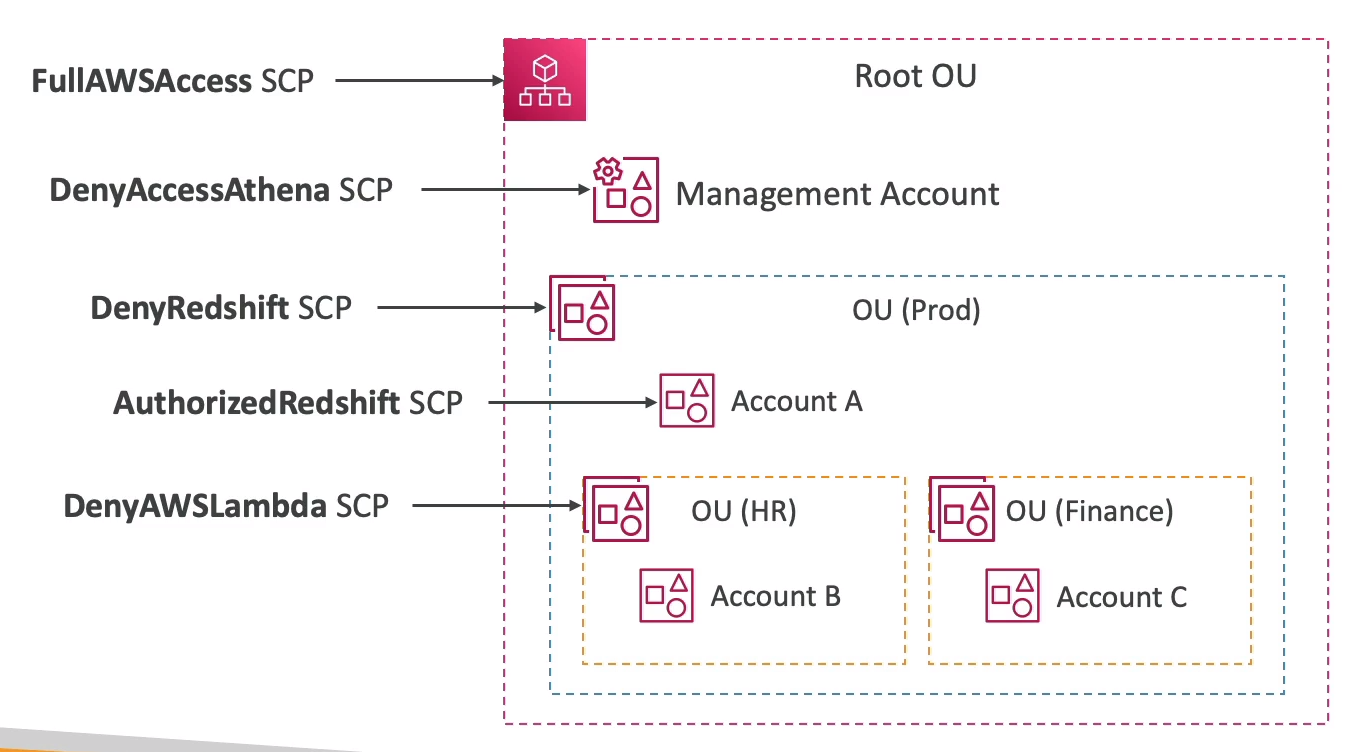 FullAWSAccess SCP
Root OU
DenyAccessAthena SCP
Management Account
DenyRedshift SCP
OU (Prod)
AuthorizedRedshift SCP
Account A
DenyAWSLambda SCP
OU (HR)
OU (Finance)
Account B
Account C